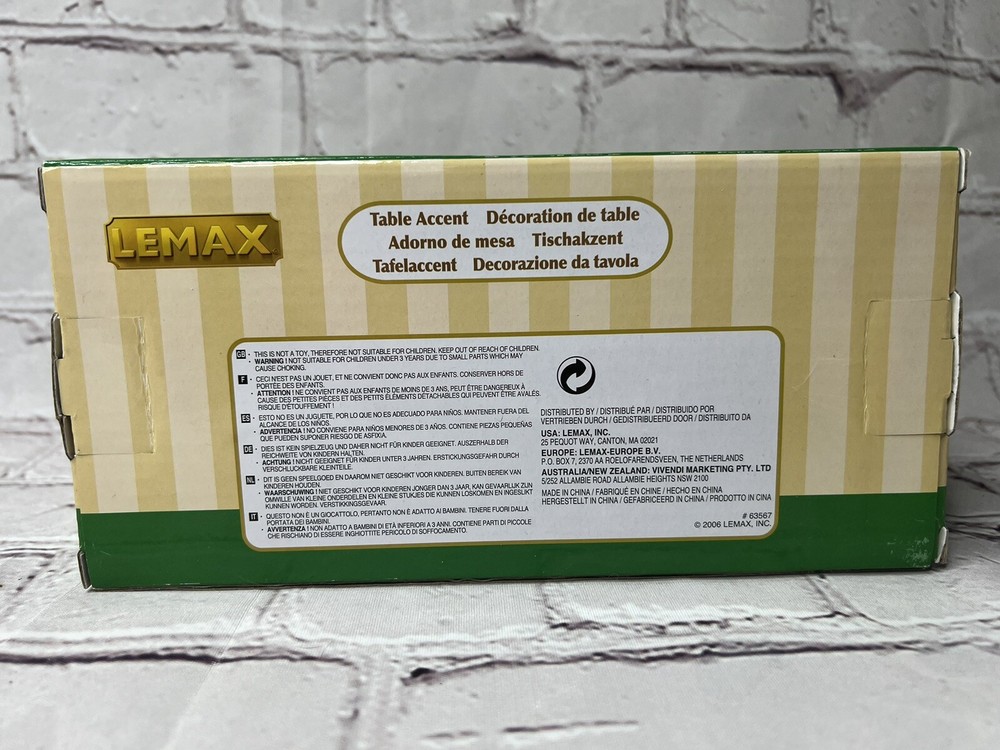 LEMAX
Table Accent Décoration de table
Adorno de mesa Tischakzent
Tafelaccent Decorazione da tavola
GB · THIS IS NOT A TOY, THEREFORE NOT SUITABLE FOR CHILDREN. KEEP OUT OF REACH OF CHILDREN.
· WARNING ! NOT SUITABLE FOR CHILDREN UNDER 3 YEARS DUE TO SMALL PARTS WHICH MAY
CAUSE CHOKING.
F · CECI N'EST PAS UN JOUET, ET NE CONVIENT DONC PAS AUX ENFANTS. CONSERVER HORS DE
PORTÉE DES ENFANTS.
· ATTENTION ! NE CONVIENT PAS AUX ENFANTS DE MOINS DE 3 ANS, PEUT ÊTRE DANGEREUX À
CAUSE DES PETITES PIÈCES ET DES PETITS ÉLÉMENTS DÉTACHABLES QUI PEUVENT ÊTRE AVALÉS.
RISQUE D'ÉTOUFFEMENT !
ES · ESTO NO ES UN JUGUETE, POR LO QUE NO ES ADECUADO PARA NIÑOS. MANTENER FUERA DEL
ALCANCE DE LOS NIÑOS.
· ADVERTENCIA ! NO CONVIENE PARA NIÑOS MENORES DE 3 AÑOS. CONTIENE PIEZAS PEQUEÑAS
QUE PUEDEN SUPONER RIESGO DE ASFIXIA.
DE · DIES IST KEIN SPIELZEUG UND DAHER NICHT FÜR KINDER GEEIGNET. AUSZERHALB DER
REICHWEITE VON KINDERN HALTEN.
· ACHTUNG ! NICHT GEEIGNET FÜR KINDER UNTER 3 JAHREN. ERSTICKUNGSGEFAHR DURCH
VERSCHLUCKBARE KLEINTEILE.
NL · DIT IS GEEN SPEELGOED EN DAAROM NIET GESCHIKT VOOR KINDEREN. BUITEN BEREIK VAN
KINDEREN HOUDEN.
· WAARSCHUWING ! NIET GESCHIKT VOOR KINDEREN JONGER DAN 3 JAAR. KAN GEVAARLIJK ZIJN
OMWILLE VAN KLEINE ONDERDELEN EN KLEINE STUKJES DIE KUNNEN LOSKOMEN EN INGESLIKT
KUNNEN WORDEN. VERSTIKKINGSGEVAAR.
IT · QUESTO NON È UN GIOCATTOLO, PERTANTO NON È ADATTO AI BAMBINI. TENERE FUORI DALLA
PORTATA DEI BAMBINI.
· AVVERTENZA ! NON ADATTO A BAMBINI DI ETÀ INFERIORI A 3 ANNI. CONTIENE PARTI DI PICCOLE
CHE RISCHIANO DI ESSERE INGHIOTTITE PERICOLO DI SOFFOCAMENTO.
DISTRIBUTED BY / DISTRIBUÉ PAR / DISTRIBUIDO POR
VERTRIEBEN DURCH / GEDISTRIBUEERD DOOR / DISTRIBUITO DA
USA: LEMAX, INC.
25 PEQUOT WAY, CANTON, MA 02021
EUROPE: LEMAX-EUROPE B.V.
P.O. BOX 7, 2370 AA ROELOFARENDSVEEN, THE NETHERLANDS
AUSTRALIA/NEW ZEALAND: VIVENDI MARKETING PTY. LTD
5/252 ALLAMBIE ROAD ALLAMBIE HEIGHTS NSW 2100
MADE IN CHINA / FABRIQUÉ EN CHINE / HECHO EN CHINA
HERGESTELLT IN CHINA / GEFABRICEERD IN CHINA / PRODOTTO IN CINA
# 63567
© 2006 LEMAX, INC.